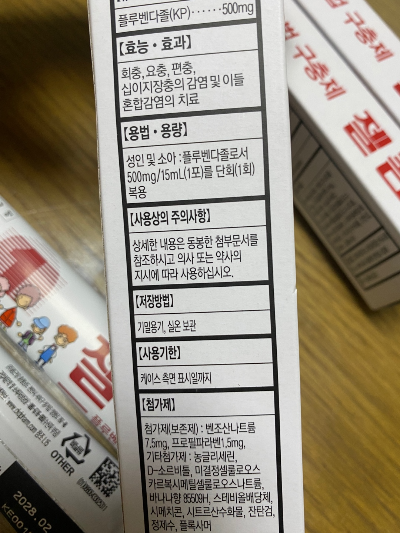 플루벤다졸(KP)······500mg
【효능·효과】
회충, 요충, 편충,
십이지장충의 감염 및 이들
혼합감염의 치료
【용법·용량】
성인 및 소아 : 플루벤다졸로서
500mg/15mL(1포)를 단회(1회)
복용
【사용상의 주의사항】
상세한 내용은 동봉한 첨부문서를
참조하시고 의사 또는 약사의
지시에 따라 사용하십시오.
【저장방법】
기밀용기, 실온 보관
【사용기한】
케이스 측면 표시일까지
【첨가제】
첨가제(보존제) : 벤조산나트륨
7.5mg, 프로필파라벤1.5mg,
기타첨가제 : 농글리세린,
D-소르비톨, 미결정셀룰로오스
카르복시메틸셀룰로오스나트륨,
바나나향 85509H, 스테비올배당체,
시메치콘, 시트르산수화물, 잔탄검,
정제수, 폴록사머
구충제
젤
구충제
젤
OTHER
2028.02